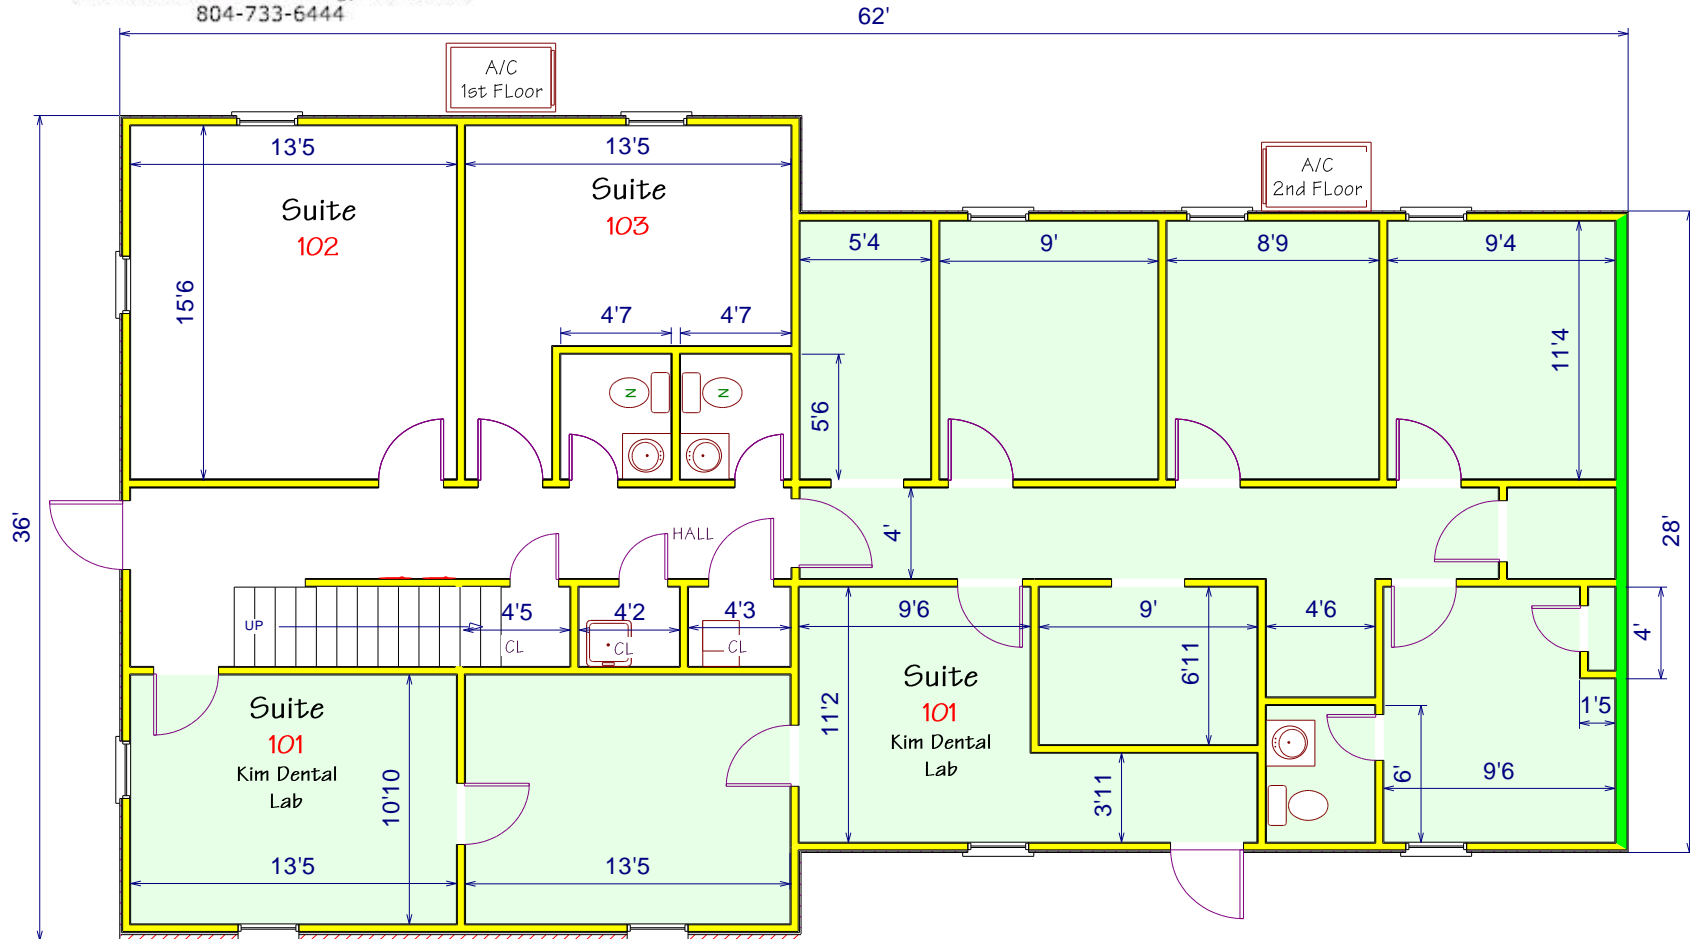 804-733-6444
62'
A/C
1st FLoor
A/C
2nd FLoor
13'5
13'5
Suite
102
Suite
103
5'4
9'
8'9
9'4
15'6
4'7
4'7
11'4
5'6
N
N
36'
HALL
4'
28'
UP
4'5
CL
4'2
CL
4'3
CL
9'6
9'
4'6
4'
6'11
Suite
101
Kim Dental
Lab
Suite
101
Kim Dental
Lab
11'2
1'5
10'10
3'11
6'
9'6
13'5
13'5